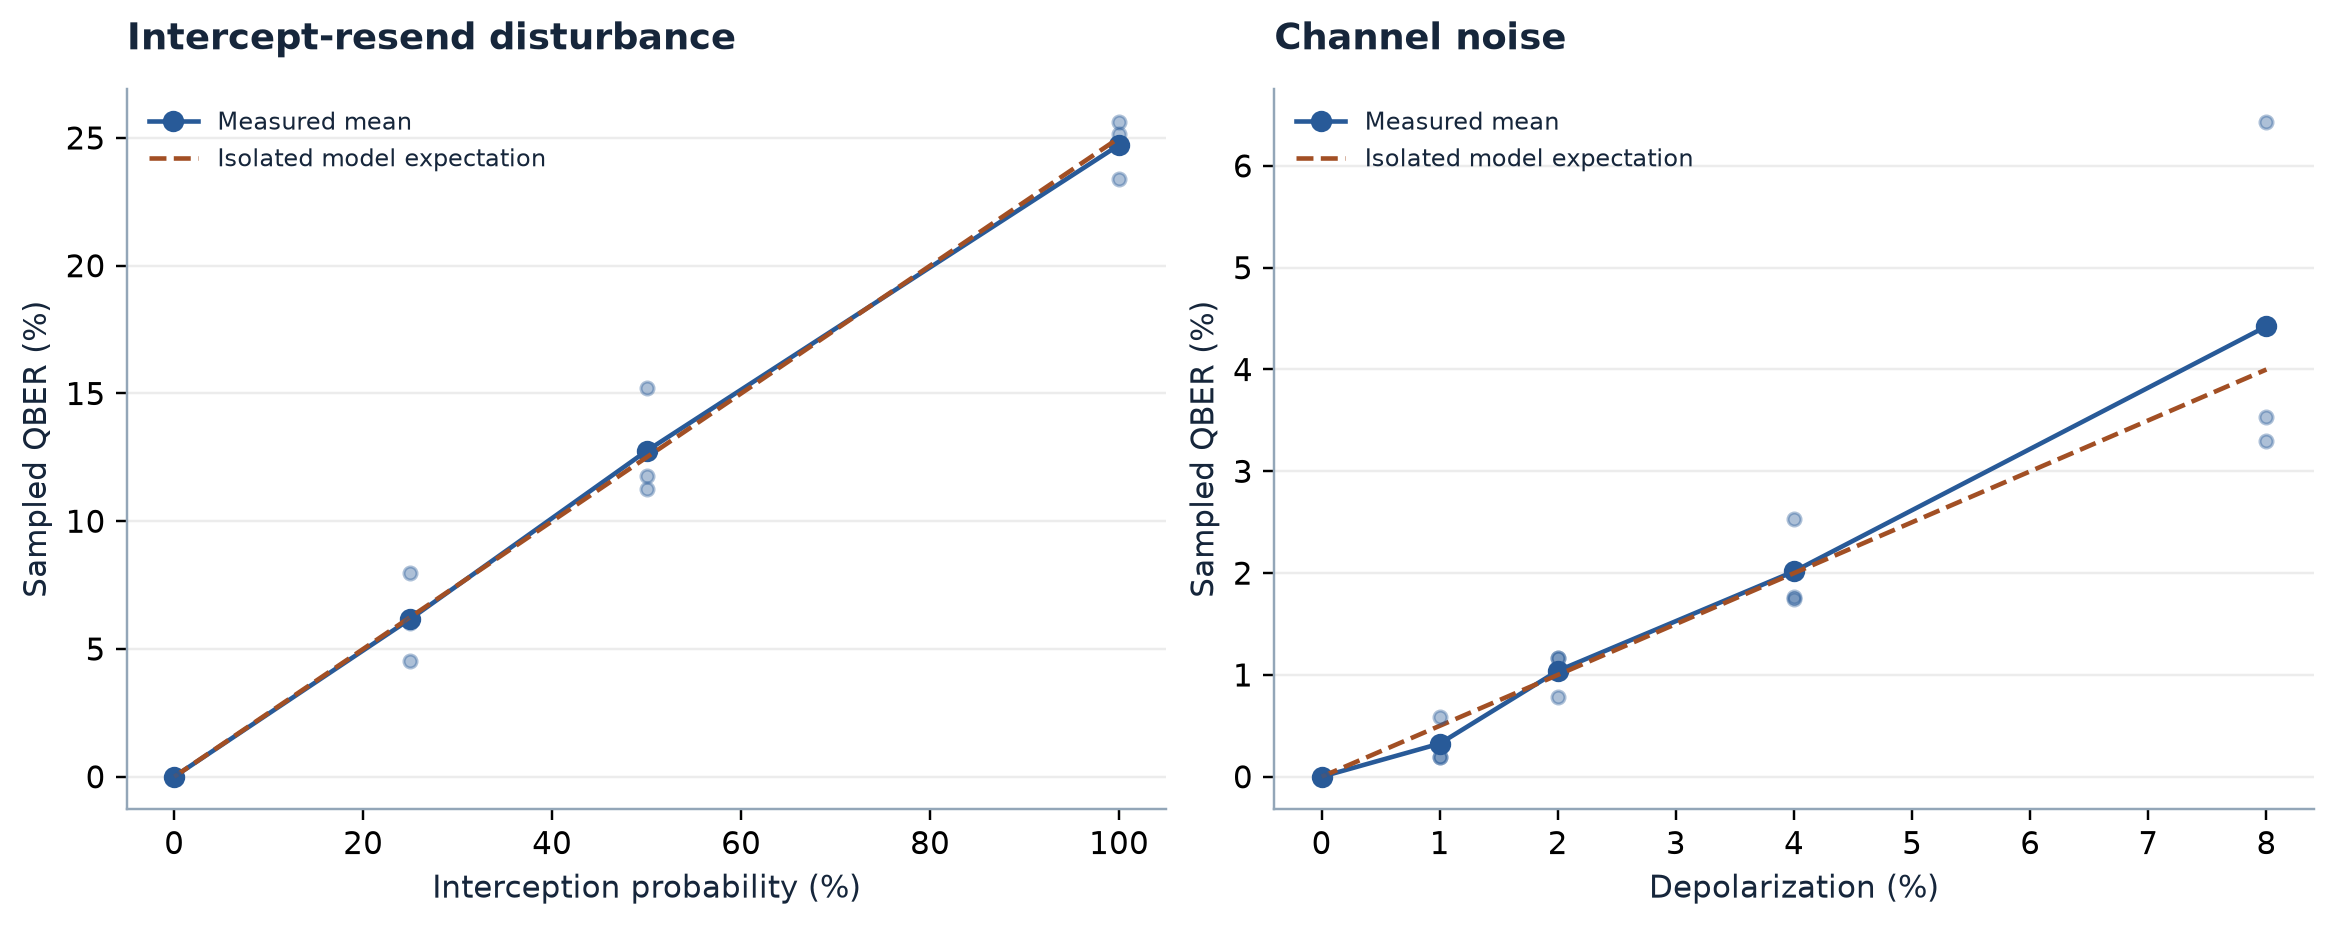 Intercept-resend disturbance
Measured mean
Isolated model expectation
25
20
15
10
5
0
Sampled QBER (%)
0 20 40 60 80 100
Interception probability (%)
Channel noise
Measured mean
Isolated model expectation
6
5
4
3
2
1
0
Sampled QBER (%)
0 1 2 3 4 5 6 7 8
Depolarization (%)